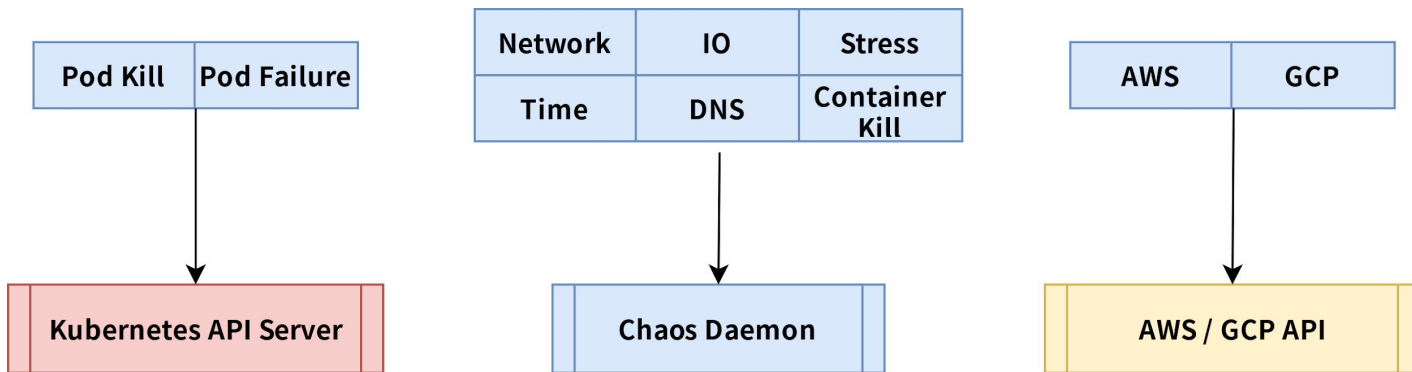 Pod Kill
Pod Failure
Network
IO
Stress
Time
DNS
Container
Kill
AWS
GCP
Kubernetes API Server
Chaos Daemon
AWS / GCP API